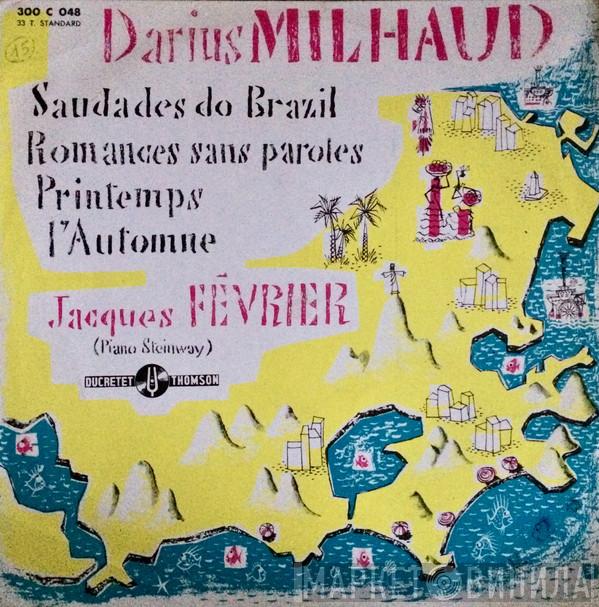 300 C 048
33 T. STANDARD
15
Darius MILHAUD
Saudades do Brazil
Romances sans paroles
Printemps
l'Automne
Jacques FÉVRIER
(Piano Steinway)
DUCRETET THOMSON
МАРКЕТ ВИНИЛА